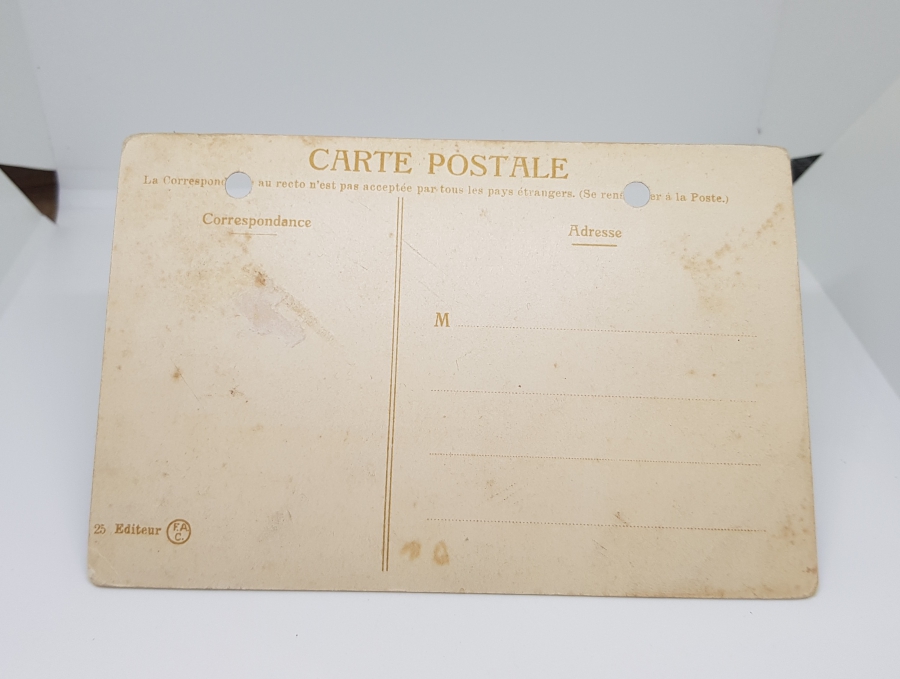 CARTE POSTALE
La Correspon au recto n'est pas acceptée par tous les pays étrangers. (Se ren er à la Poste.)
Correspondance
Adresse
M
25 Editeur F.A. C.